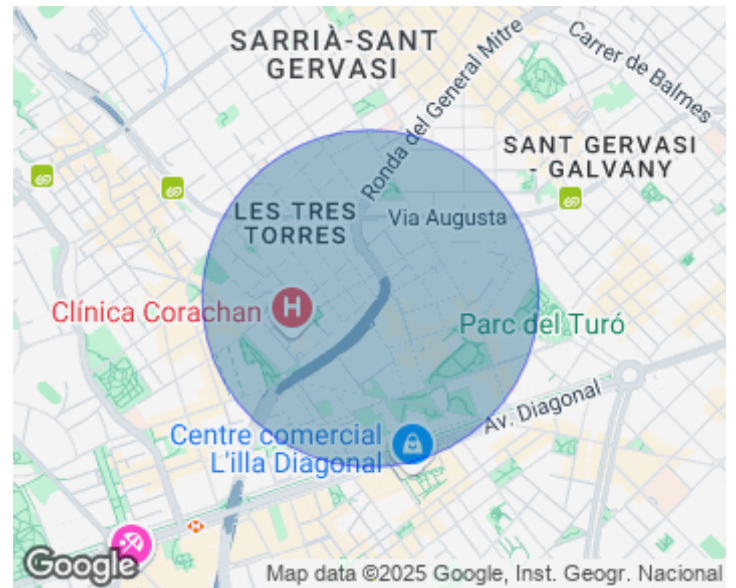 SARRIÀ-SANT
GERVASI
Ronda del General Mitre
Carrer de Balmes
SANT GERVASI
- GALVANY
LES TRES
TORRES
Via Augusta
Clínica Corachan
H
Parc del Turó
Centre comercial
L'illa Diagonal
Av. Diagonal
Google
Map data ©2025 Google, Inst. Geogr. Nacional